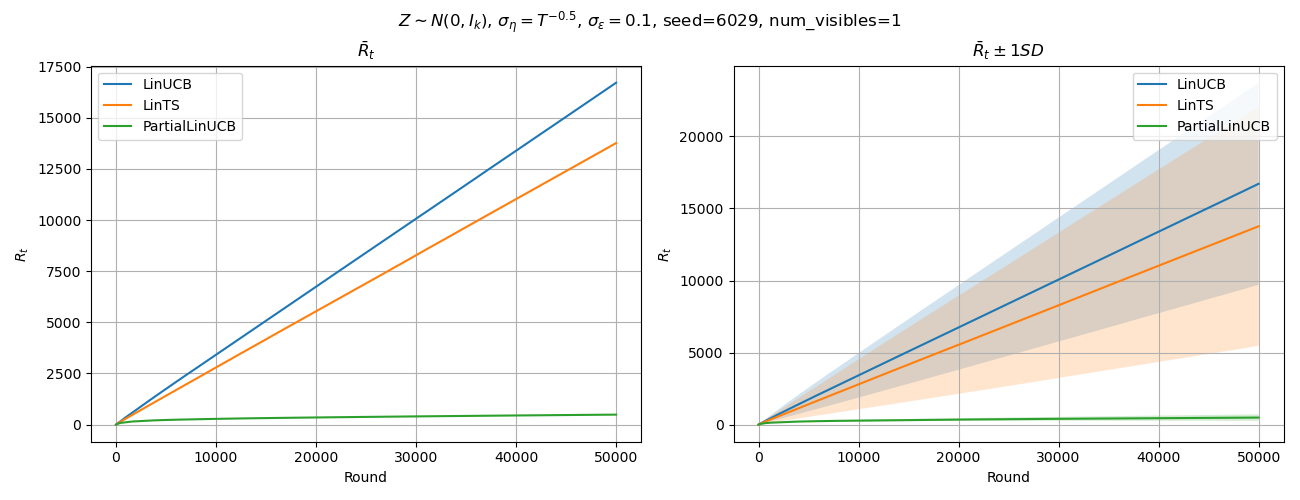 Z ~ N(0, I_k), σ_η = T^{-0.5}, σ_ε = 0.1, seed=6029, num_visibles=1
R̄_t
17500
15000
12500
10000
7500
5000
2500
0
R_t
LinUCB
LinTS
PartialLinUCB
0 10000 20000 30000 40000 50000
Round
R̄_t ± 1SD
20000
15000
10000
5000
0
R_t
LinUCB
LinTS
PartialLinUCB
0 10000 20000 30000 40000 50000
Round